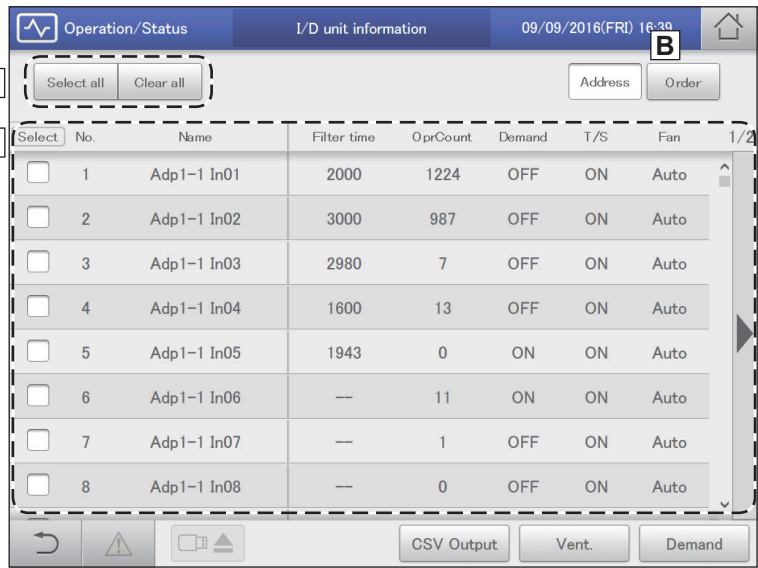 Operation/Status I/D unit information 09/09/2016(FRI) 16:39
B
Select all Clear all Address Order
Select No. Name Filter time OprCount Demand T/S Fan 1/2
1 Adp1-1 In01 2000 1224 OFF ON Auto
2 Adp1-1 In02 3000 987 OFF ON Auto
3 Adp1-1 In03 2980 7 OFF ON Auto
4 Adp1-1 In04 1600 13 OFF ON Auto
5 Adp1-1 In05 1943 0 ON ON Auto
6 Adp1-1 In06 -- 11 ON ON Auto
7 Adp1-1 In07 -- 1 OFF ON Auto
8 Adp1-1 In08 -- 0 OFF ON Auto
CSV Output Vent. Demand